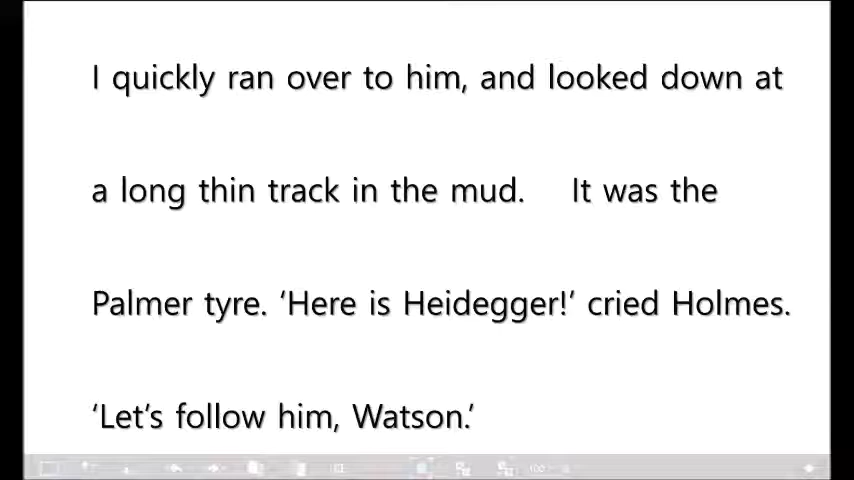 I quickly ran over to him, and looked down at
a long thin track in the mud. It was the
Palmer tyre. ‘Here is Heidegger!’ cried Holmes.
‘Let’s follow him, Watson.’
100